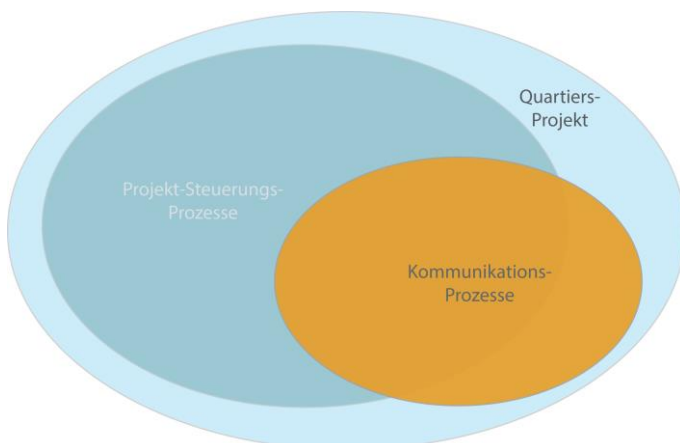 Quartiers-
Projekt
Projekt-Steuerungs-
Prozesse
Kommunikations-
Prozesse